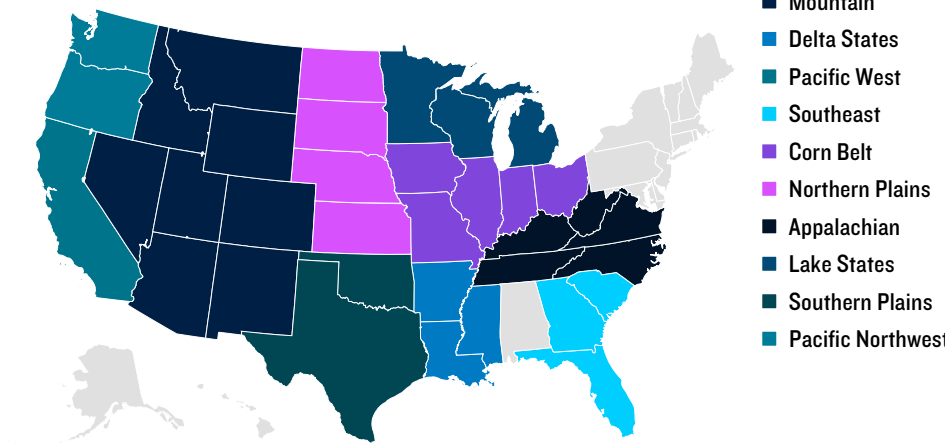 Mountain
Delta States
Pacific West
Southeast
Corn Belt
Northern Plains
Appalachian
Lake States
Southern Plains
Pacific Northwest